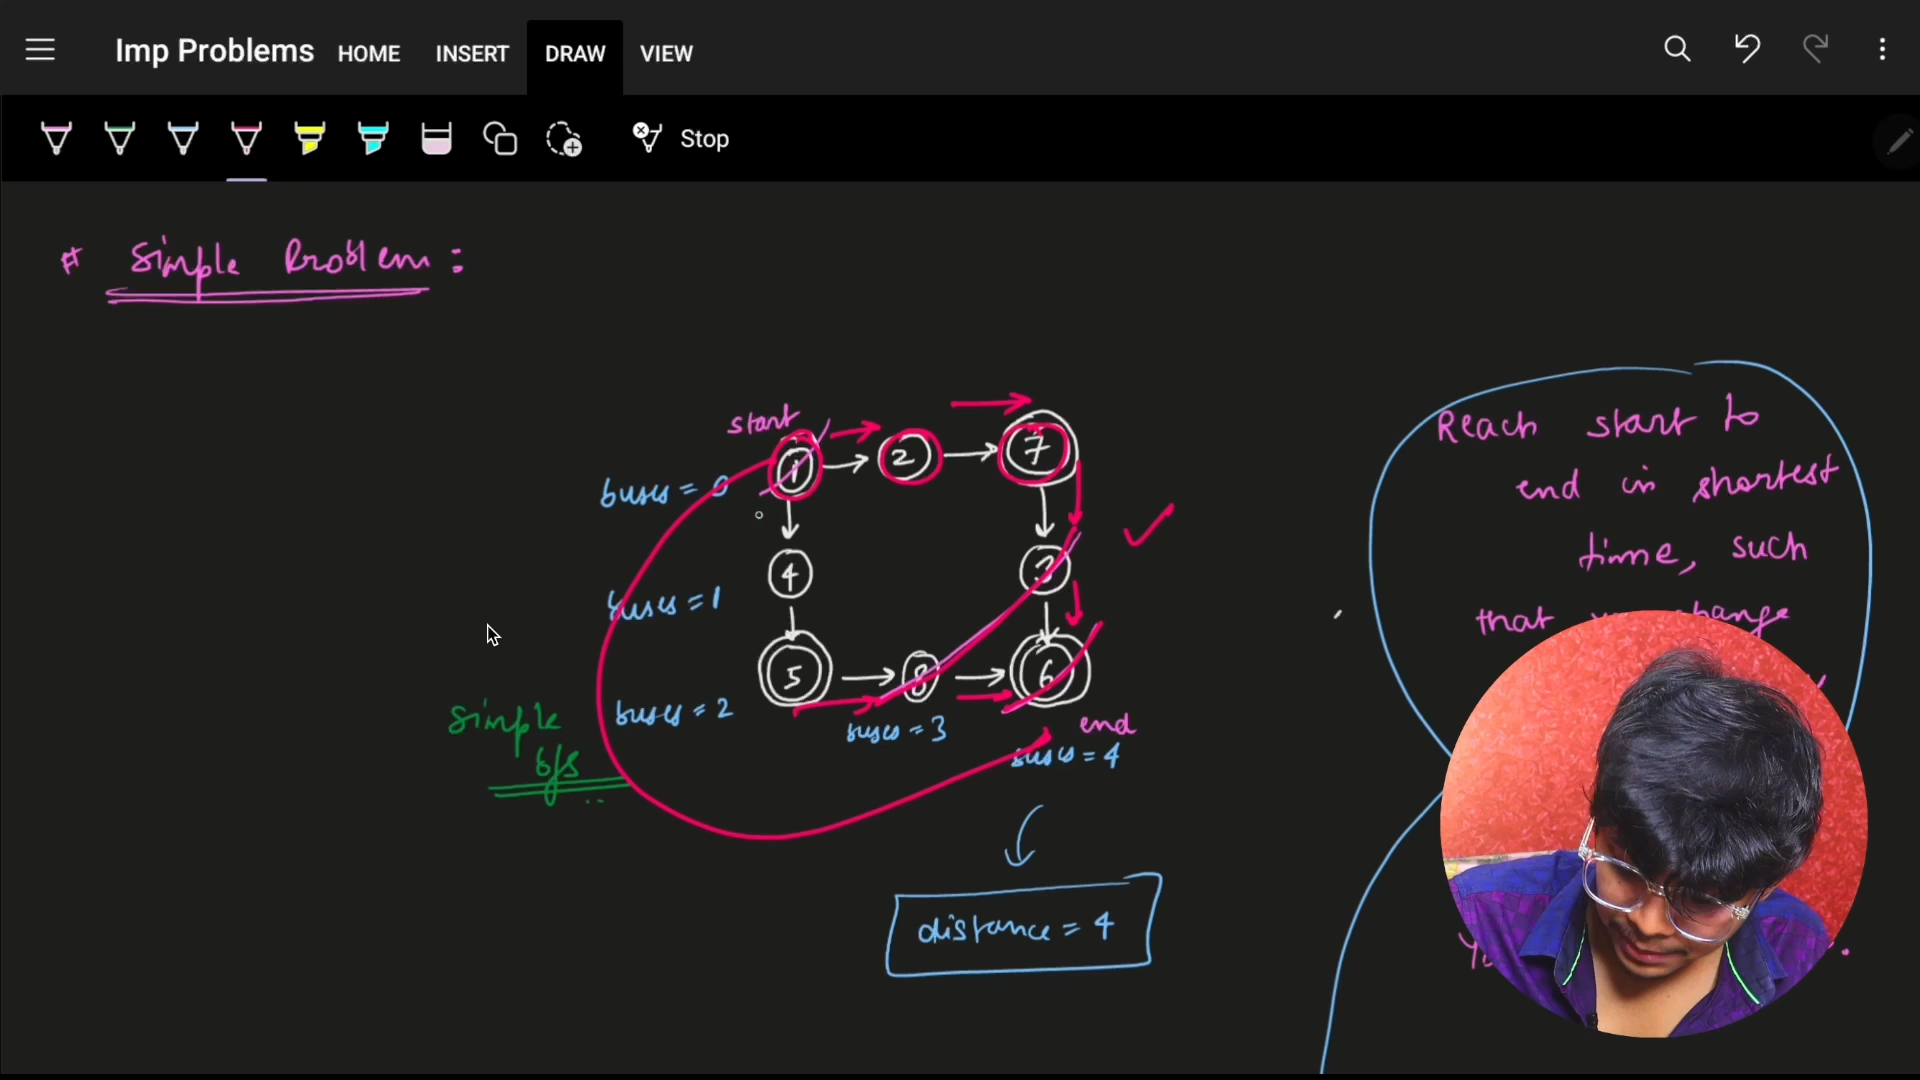 Imp Problems HOME INSERT DRAW VIEW
Stop
# Simple Problem :
start
1 2 7
buses = 0
4 3
buses = 1
5 8 6
buses = 2
buses = 3
end
buses = 4
Simple
distance = 4
Reach start to
end in shortest
time, such
that change